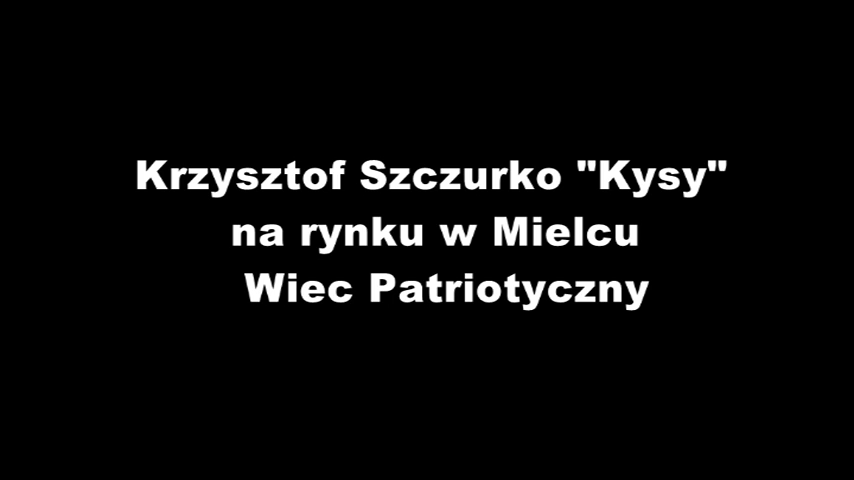 Krzysztof Szczurko "Kysy"
na rynku w Mielcu
Wiec Patriotyczny